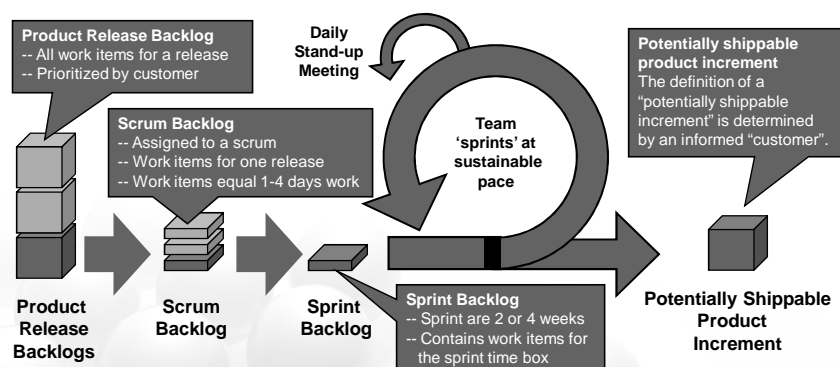 Product Release Backlog
-- All work items for a release
-- Prioritized by customer
Scrum Backlog
-- Assigned to a scrum
-- Work items for one release
-- Work items equal 1-4 days work
Daily
Stand-up
Meeting
Team
‘sprints’ at
sustainable
pace
Potentially shippable
product increment
The definition of a
“potentially shippable
increment” is determined
by an informed “customer”.
Product
Release
Backlogs
Scrum
Backlog
Sprint
Backlog
Sprint Backlog
-- Sprint are 2 or 4 weeks
-- Contains work items for
the sprint time box
Potentially Shippable
Product
Increment